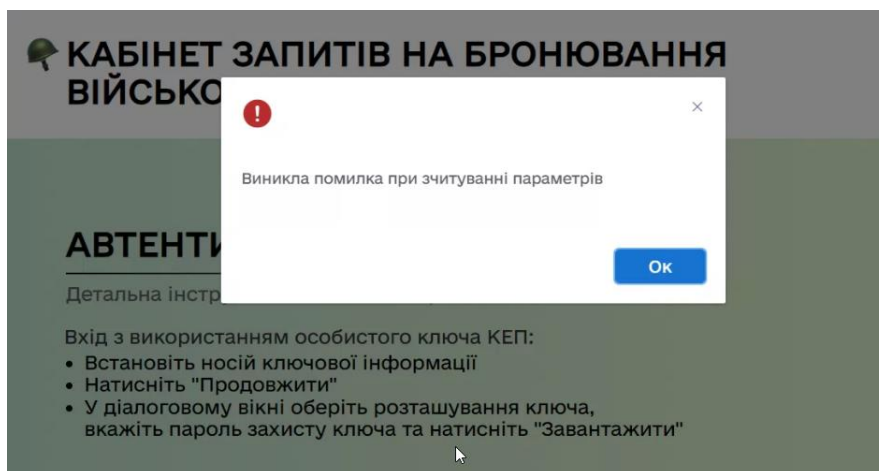 КАБІНЕТ ЗАПИТІВ НА БРОНЮВАННЯ
ВІЙСЬКО
!
Виникла помилка при зчитуванні параметрів
Ок
АВТЕНТИ
Детальна інстр
Вхід з використанням особистого ключа КЕП:
• Встановіть носій ключової інформації
• Натисніть "Продовжити"
• У діалоговому вікні оберіть розташування ключа,
вкажіть пароль захисту ключа та натисніть "Завантажити"